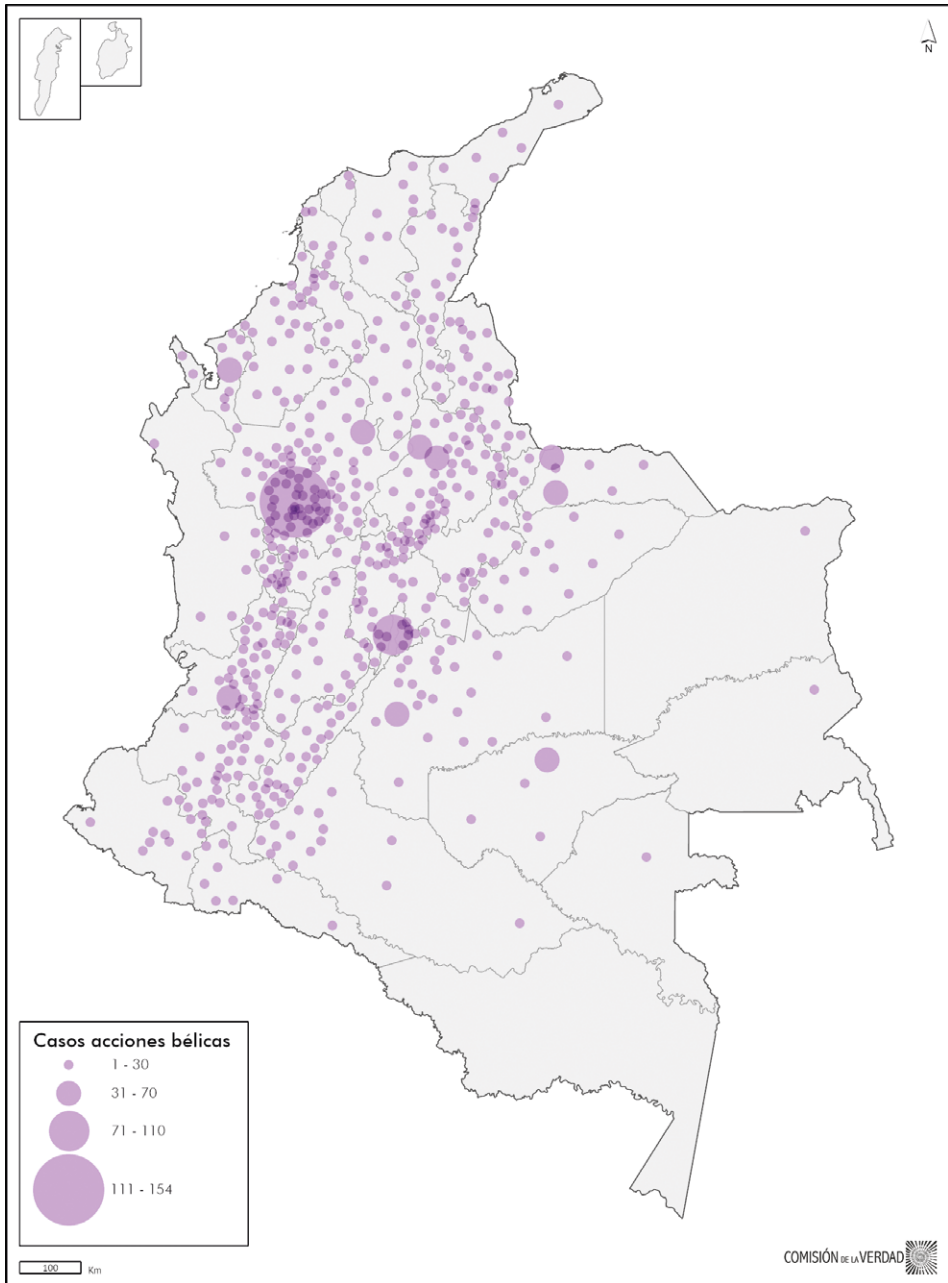 N
Casos acciones bélicas
1 - 30
31 - 70
71 - 110
111 - 154
100 Km
COMISIÓN DE LA VERDAD